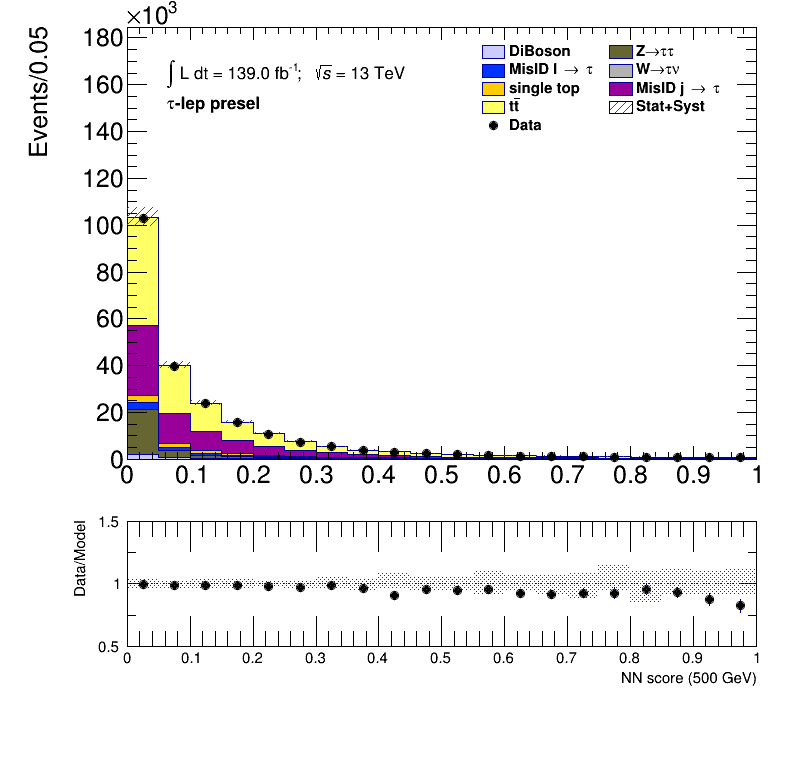 ×10³
Events/0.05
180
160
140
120
100
80
60
40
20
0
∫ L dt = 139.0 fb⁻¹; √s = 13 TeV
τ-lep presel
DiBoson
MisID l → τ
single top
tt̄
Data
Z→ττ
W→τν
MisID j → τ
Stat+Syst
0 0.1 0.2 0.3 0.4 0.5 0.6 0.7 0.8 0.9 1
Data/Model
1.5
1
0.5
0 0.1 0.2 0.3 0.4 0.5 0.6 0.7 0.8 0.9 1
NN score (500 GeV)